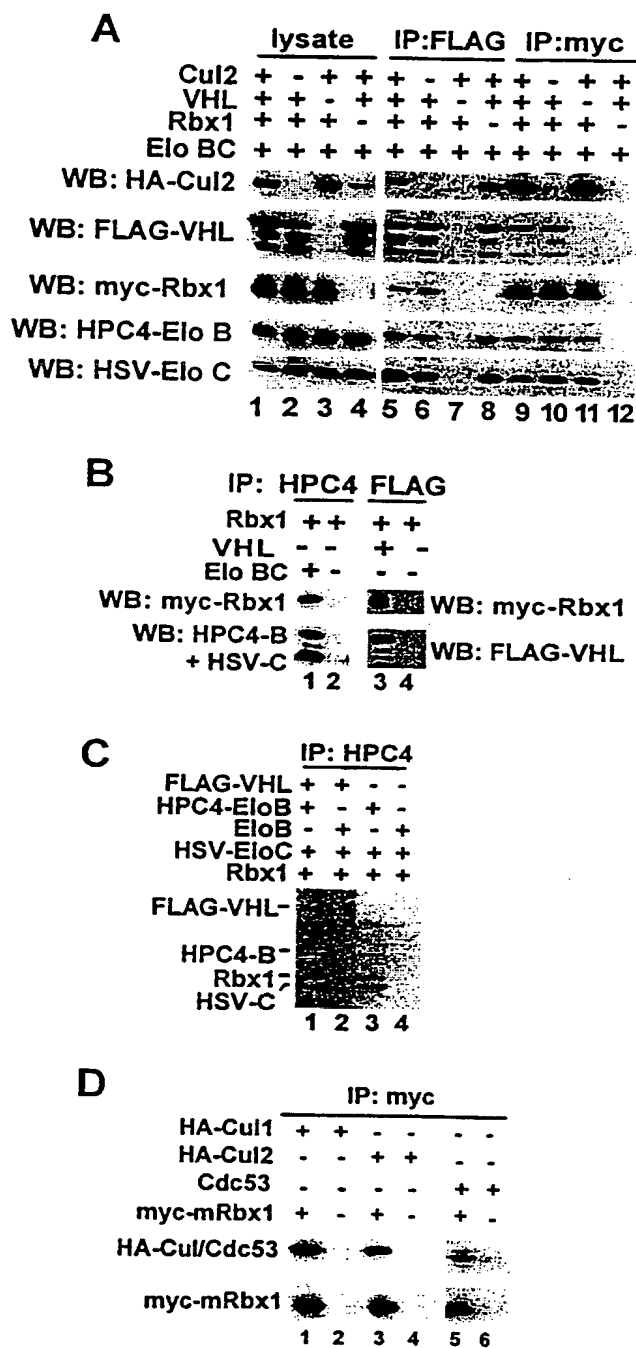 A
lysate IP:FLAG IP:myc
Cul2 + - + + + - + + + - + +
VHL + + - + + + - + + + - +
Rbx1 + + + - + + + - + + + -
Elo BC + + + + + + + + + + + +
WB: HA-Cul2
WB: FLAG-VHL
WB: myc-Rbx1
WB: HPC4-Elo B
WB: HSV-Elo C
1 2 3 4 5 6 7 8 9 10 11 12
B
IP: HPC4 FLAG
Rbx1 + + + +
VHL - - + -
Elo BC + - - -
WB: myc-Rbx1 WB: myc-Rbx1
WB: HPC4-B
+ HSV-C WB: FLAG-VHL
1 2 3 4
C
IP: HPC4
FLAG-VHL + + - -
HPC4-EloB + - + -
EloB - + - +
HSV-EloC + + + +
Rbx1 + + + +
FLAG-VHL-
HPC4-B-
Rbx1-
HSV-C
1 2 3 4
D
IP: myc
HA-Cul1 + + - - - -
HA-Cul2 - - + + - -
Cdc53 - - - - + +
myc-mRbx1 + - + - + -
HA-Cul/Cdc53
myc-mRbx1
1 2 3 4 5 6